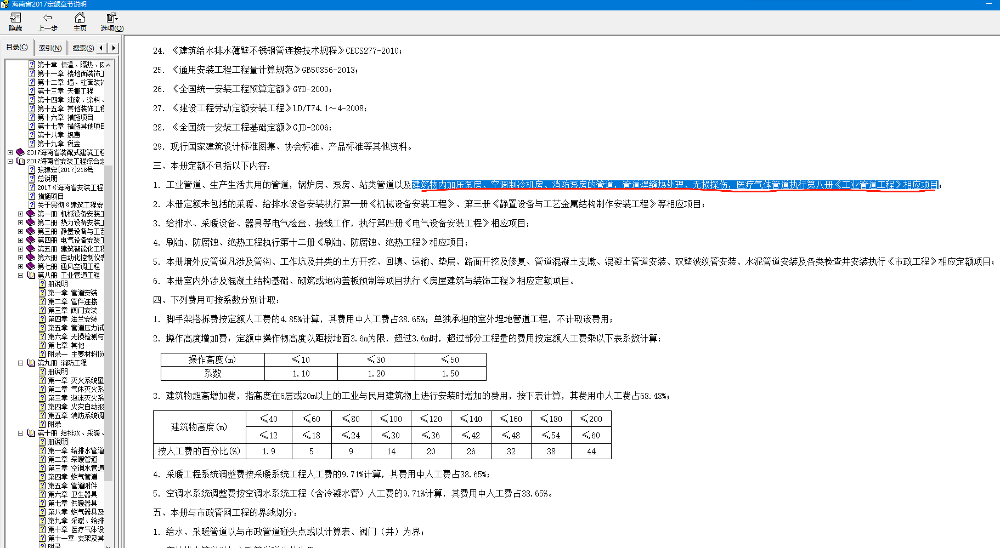 海南省2017定额章节说明
隐藏
上一步
主页
选项(O)
目录(C)
索引(N)
搜索(S)
第十章 保温、隔热、
第十一章 楼地面装饰工
第十二章 墙、柱面装饰
第十三章 天棚工程
第十四章 油漆、涂料、
第十五章 其他装饰工程
第十六章 措施项目
第十七章 措施其他项目
第十八章 规费
第十九章 税金
2017海南省装配式建筑工程
2017海南省安装工程综合定
琼建定[2017]218号
总说明
2017《海南省安装工程
措施项目
关于贯彻《建筑工程安
第一册 机械设备安装工
第二册 热力设备安装工
第三册 静置设备与工艺
第四册 电气设备安装工
第五册 建筑智能化工程
第六册 自动化控制仪表
第七册 通风空调工程
第八册 工业管道工程
册说明
第一章 管道安装
第二章 管件连接
第三章 阀门安装
第四章 法兰安装
第五章 管道压力试
第六章 无损检测与
第七章 其他
附录一 主要材料损
第九册 消防工程
册说明
第一章 灭火系统量
第二章 气体灭火系
第三章 泡沫灭火系
第四章 火灾自动报
第五章 消防系统调
附录
第十册 给排水、采暖、
册说明
第一章 给排水管道
第二章 采暖管道
第三章 空调水管道
第四章 燃气管道
第五章 管道附件
第六章 卫生器具
第七章 供暖器具
第八章 燃气器具及
第九章 采暖、给排
第十章 医疗气体设
第十一章 支架及其
附录
24. 《建筑给水排水薄壁不锈钢管连接技术规程》CECS277-2010；
25. 《通用安装工程工程量计算规范》GB50856-2013；
26. 《全国统一安装工程预算定额》GYD-2000；
27. 《建设工程劳动定额安装工程》LD/T74.1～4-2008；
28. 《全国统一安装工程基础定额》GJD-2006；
29. 现行国家建筑设计标准图集、协会标准、产品标准等其他资料。
三、本册定额不包括以下内容：
1. 工业管道、生产生活共用的管道，锅炉房、泵房、站类管道以及建筑物内加压泵房、空调制冷机房、消防泵房的管道，管道焊缝热处理、无损探伤，医疗气体管道执行第八册《工业管道工程》相应项目；
2. 本册定额未包括的采暖、给排水设备安装执行第一册《机械设备安装工程》、第三册《静置设备与工艺金属结构制作安装工程》等相应项目；
3. 给排水、采暖设备、器具等电气检查、接线工作，执行第四册《电气设备安装工程》相应项目；
4. 刷油、防腐蚀、绝热工程执行第十二册《刷油、防腐蚀、绝热工程》相应项目；
5. 本册墙外皮管道凡涉及管沟、工作坑及井类的土方开挖、回填、运输、垫层、路面开挖及修复、管道混凝土支墩、混凝土管道安装、双壁波纹管安装、水泥管道安装及各类检查井安装执行《市政工程》相应定额项目；
6. 本册室内外涉及混凝土结构基础、砌筑或地沟盖板预制等项目执行《房屋建筑与装饰工程》相应定额项目。
四、下列费用可按系数分别计取：
1. 脚手架搭拆费按定额人工费的4.85%计算，其费用中人工费占38.65%；单独承担的室外埋地管道工程，不计取该费用；
2. 操作高度增加费：定额中操作物高度以距楼地面3.6m为限，超过3.6m时，超过部分工程量的费用按定额人工费乘以下表系数计算；
操作高度(m) ≤10 ≤30 ≤50
系数 1.10 1.20 1.50
3. 建筑物超高增加费，指高度在6层或20m以上的工业与民用建筑物上进行安装时增加的费用，按下表计算，其费用中人工费占68.48%；
建筑物高度(m) ≤40 ≤60 ≤80 ≤100 ≤120 ≤140 ≤160 ≤180 ≤200
≤12 ≤18 ≤24 ≤30 ≤36 ≤42 ≤48 ≤54 ≤60
按人工费的百分比(%) 1.9 5 9 14 20 26 32 38 44
4. 采暖工程系统调整费按采暖系统工程人工费的9.71%计算，其费用中人工费占38.65%；
5. 空调水系统调整费按空调水系统工程（含冷凝水管）人工费的9.71%计算，其费用中人工费占38.65%。
五、本册与市政管网工程的界线划分：
1. 给水、采暖管道以与市政管道碰头点或以计算表、阀门（井）为界；